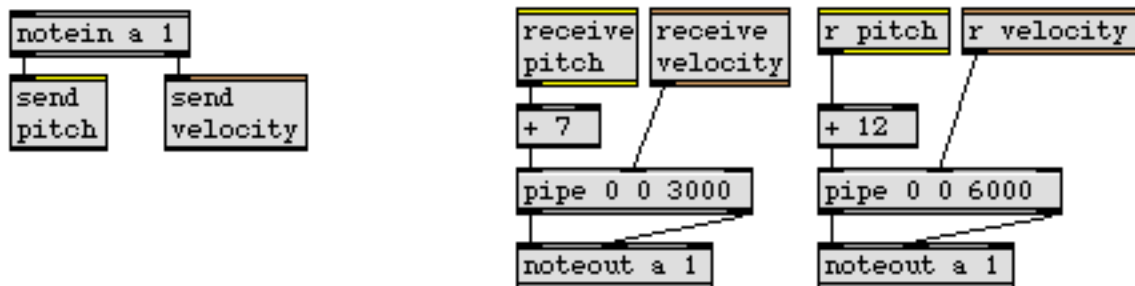 notein a 1
send
pitch
send
velocity
receive
pitch
receive
velocity
+ 7
pipe 0 0 3000
noteout a 1
r pitch
r velocity
+ 12
pipe 0 0 6000
noteout a 1